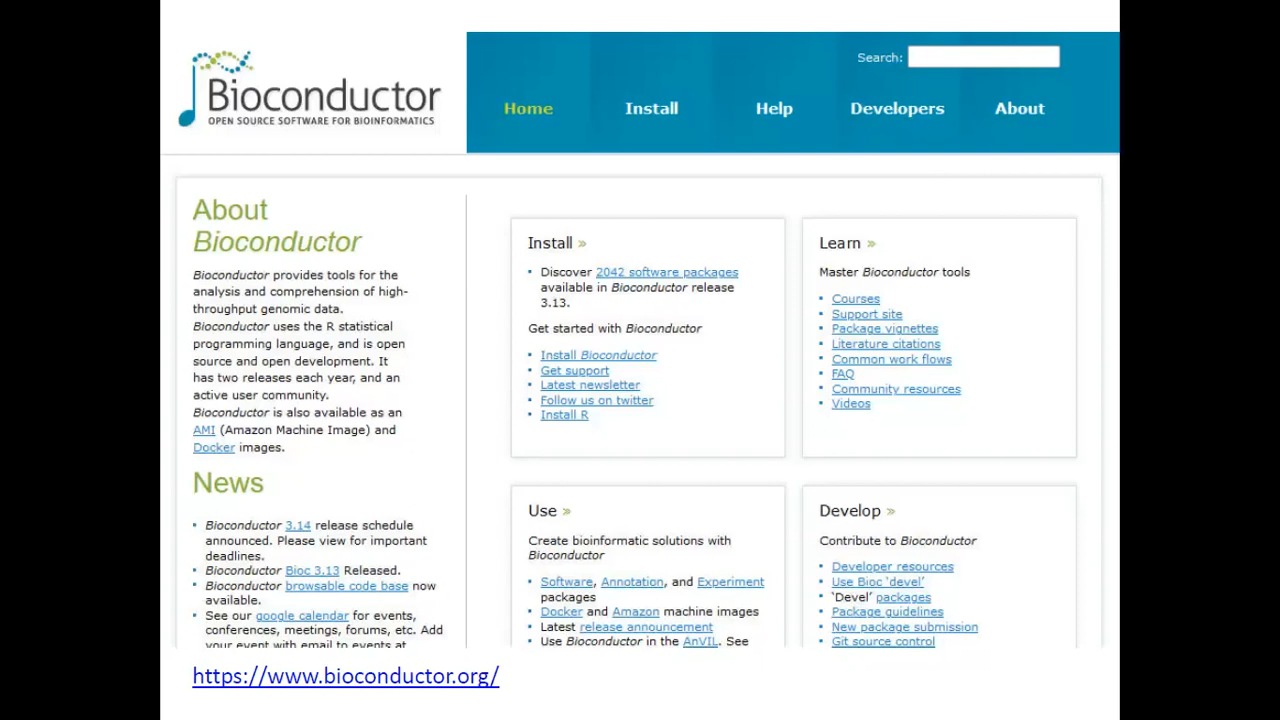 Bioconductor
OPEN SOURCE SOFTWARE FOR BIOINFORMATICS
Search:
Home
Install
Help
Developers
About
About
Bioconductor
Bioconductor provides tools for the
analysis and comprehension of high-
throughput genomic data.
Bioconductor uses the R statistical
programming language, and is open
source and open development. It
has two releases each year, and an
active user community.
Bioconductor is also available as an
AMI (Amazon Machine Image) and
Docker images.
News
Bioconductor 3.14 release schedule
announced. Please view for important
deadlines.
Bioconductor Bioc 3.13 Released.
Bioconductor browsable code base now
available.
See our google calendar for events,
conferences, meetings, forums, etc. Add
your event with email to events at
Install »
Discover 2042 software packages
available in Bioconductor release
3.13.
Get started with Bioconductor
Install Bioconductor
Get support
Latest newsletter
Follow us on twitter
Install R
Learn »
Master Bioconductor tools
Courses
Support site
Package vignettes
Literature citations
Common work flows
FAQ
Community resources
Videos
Use »
Create bioinformatic solutions with
Bioconductor
Software, Annotation, and Experiment
packages
Docker and Amazon machine images
Latest release announcement
Use Bioconductor in the AnVIL. See
Develop »
Contribute to Bioconductor
Developer resources
Use Bioc ‘devel’
‘Devel’ packages
Package guidelines
New package submission
Git source control
https://www.bioconductor.org/